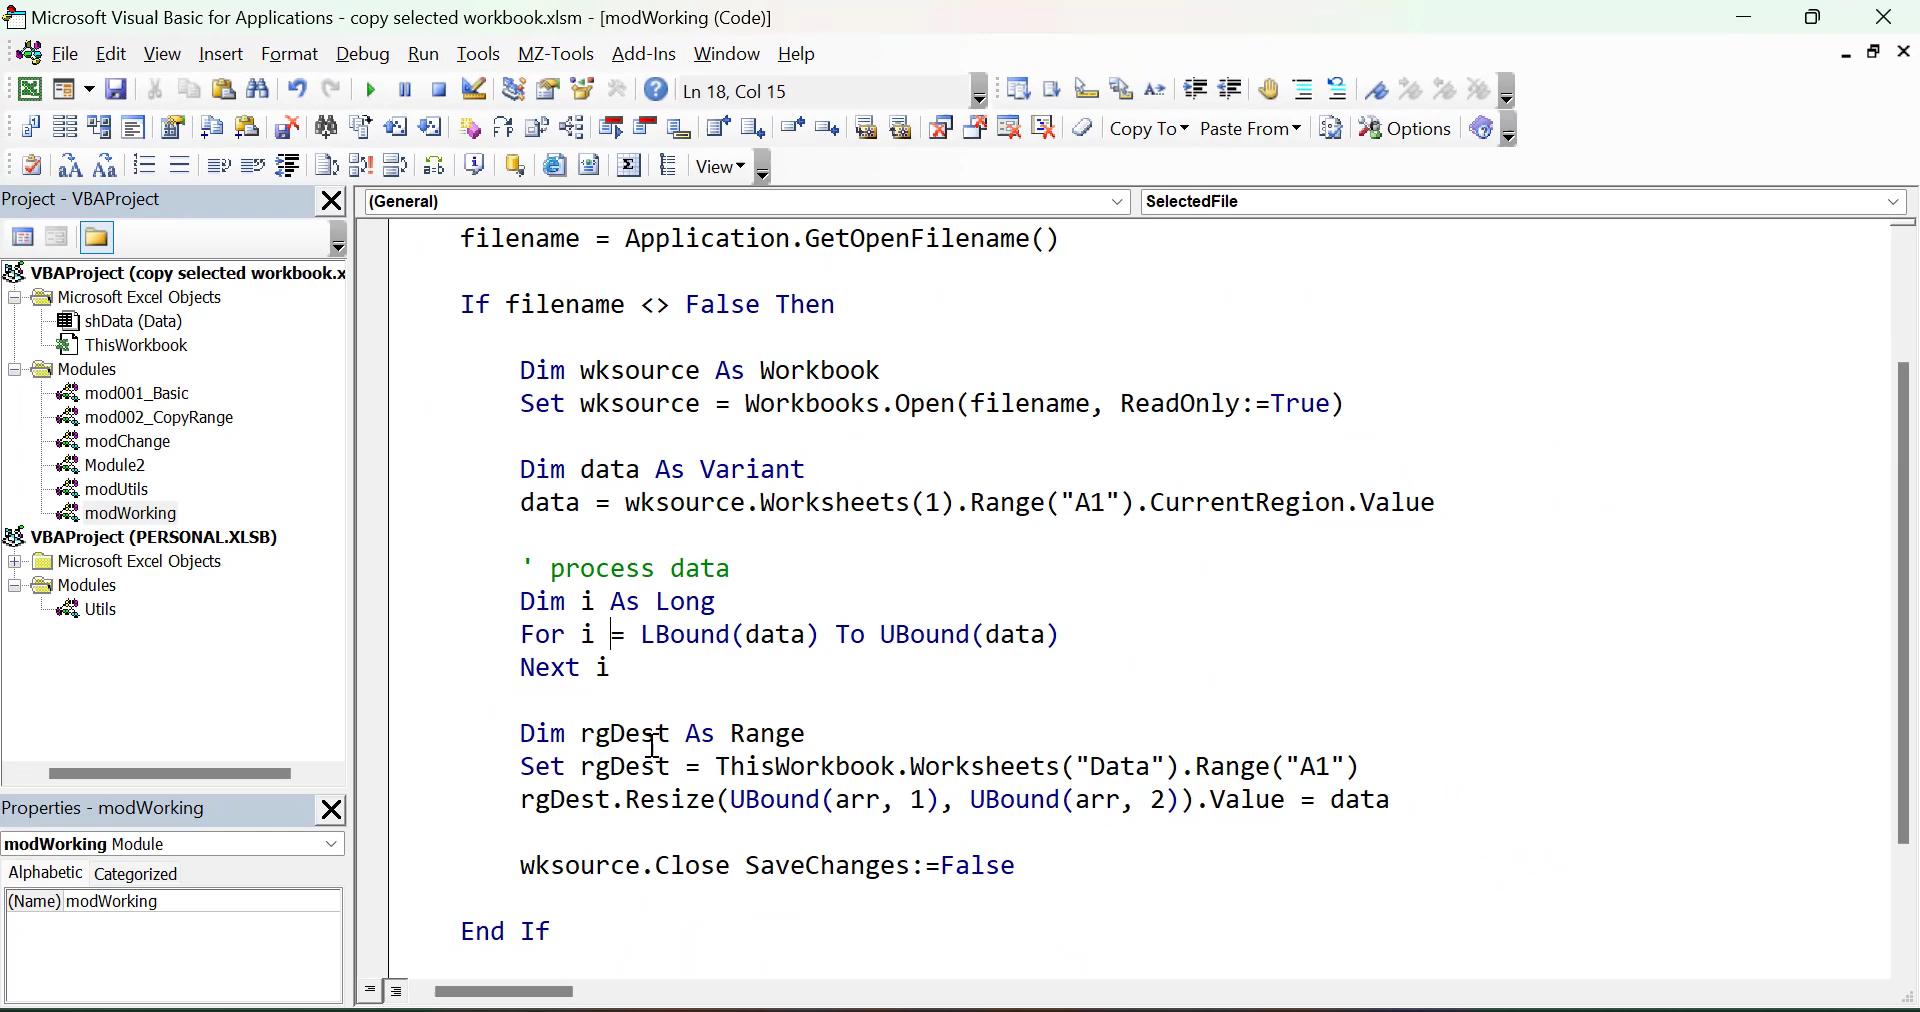 Microsoft Visual Basic for Applications - copy selected workbook.xlsm - [modWorking (Code)]
File Edit View Insert Format Debug Run Tools MZ-Tools Add-Ins Window Help
Ln 18, Col 15
Copy To Paste From Options
View
Project - VBAProject
(General)
SelectedFile
VBAProject (copy selected workbook.x
Microsoft Excel Objects
shData (Data)
ThisWorkbook
Modules
mod001_Basic
mod002_CopyRange
modChange
Module2
modUtils
modWorking
VBAProject (PERSONAL.XLSB)
Microsoft Excel Objects
Modules
Utils
Properties - modWorking
modWorking Module
Alphabetic Categorized
(Name) modWorking
filename = Application.GetOpenFilename()
If filename <> False Then
Dim wksource As Workbook
Set wksource = Workbooks.Open(filename, ReadOnly:=True)
Dim data As Variant
data = wksource.Worksheets(1).Range("A1").CurrentRegion.Value
' process data
Dim i As Long
For i = LBound(data) To UBound(data)
Next i
Dim rgDest As Range
Set rgDest = ThisWorkbook.Worksheets("Data").Range("A1")
rgDest.Resize(UBound(arr, 1), UBound(arr, 2)).Value = data
wksource.Close SaveChanges:=False
End If